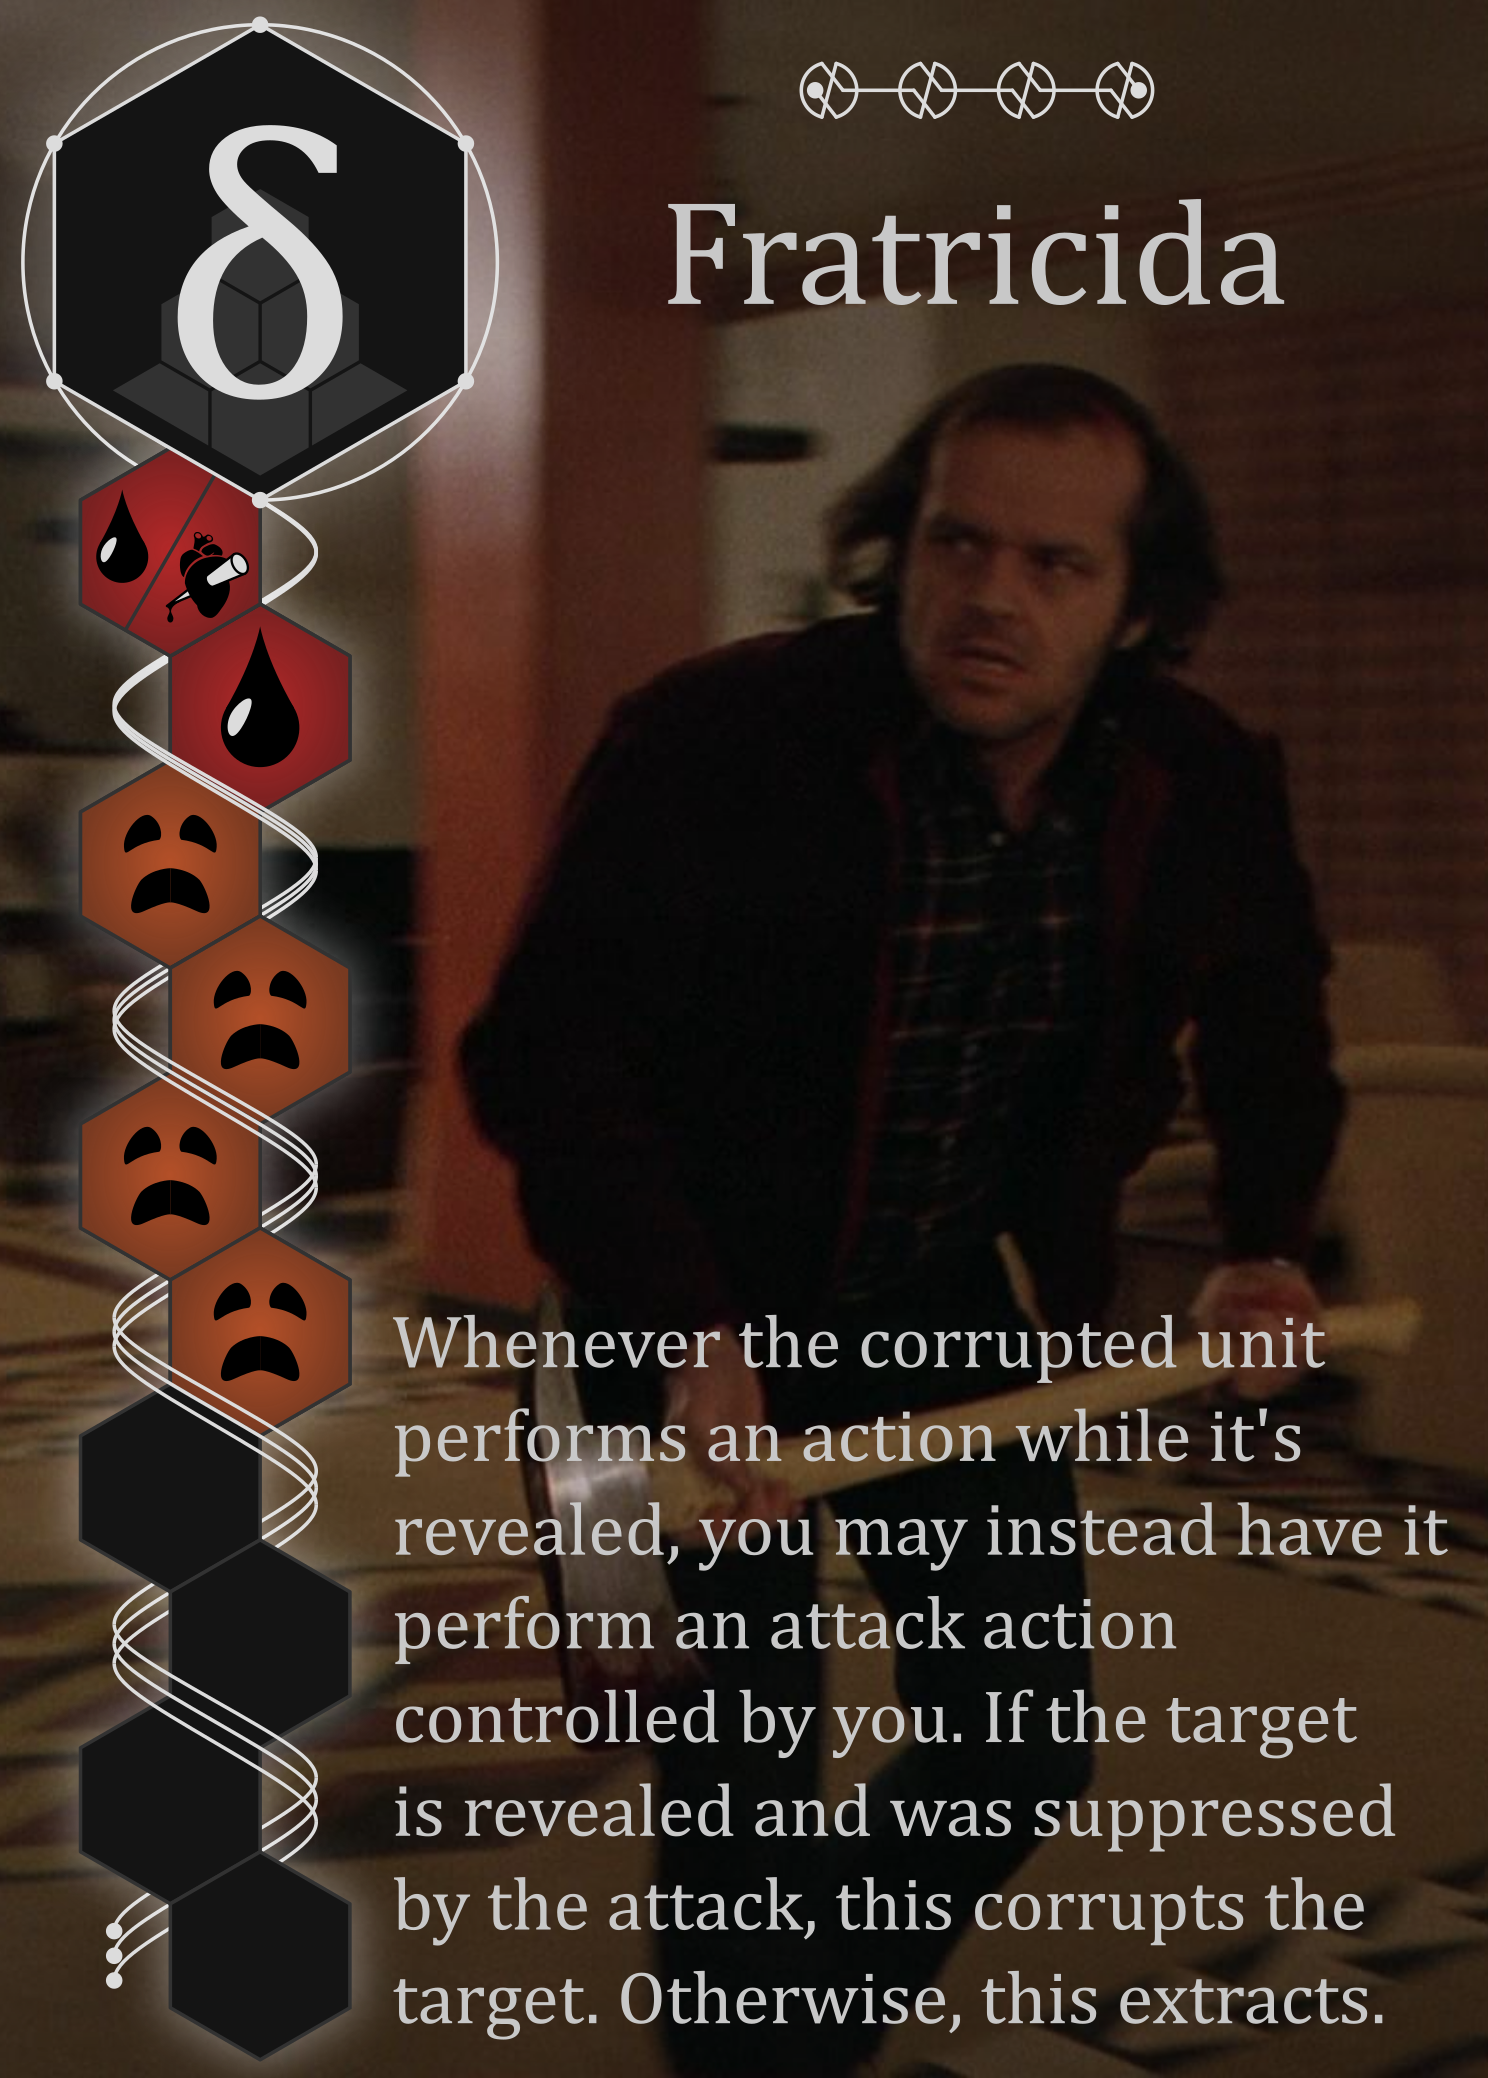 δ
Fratricida
Whenever the corrupted unit
performs an action while it's
revealed, you may instead have it
perform an attack action
controlled by you. If the target
is revealed and was suppressed
by the attack, this corrupts the
target. Otherwise, this extracts.